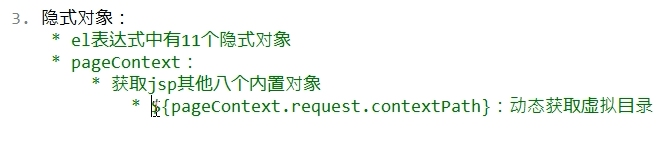 3. 隐式对象：
* el表达式中有11个隐式对象
* pageContext：
* 获取jsp其他八个内置对象
* ${pageContext.request.contextPath}：动态获取虚拟目录